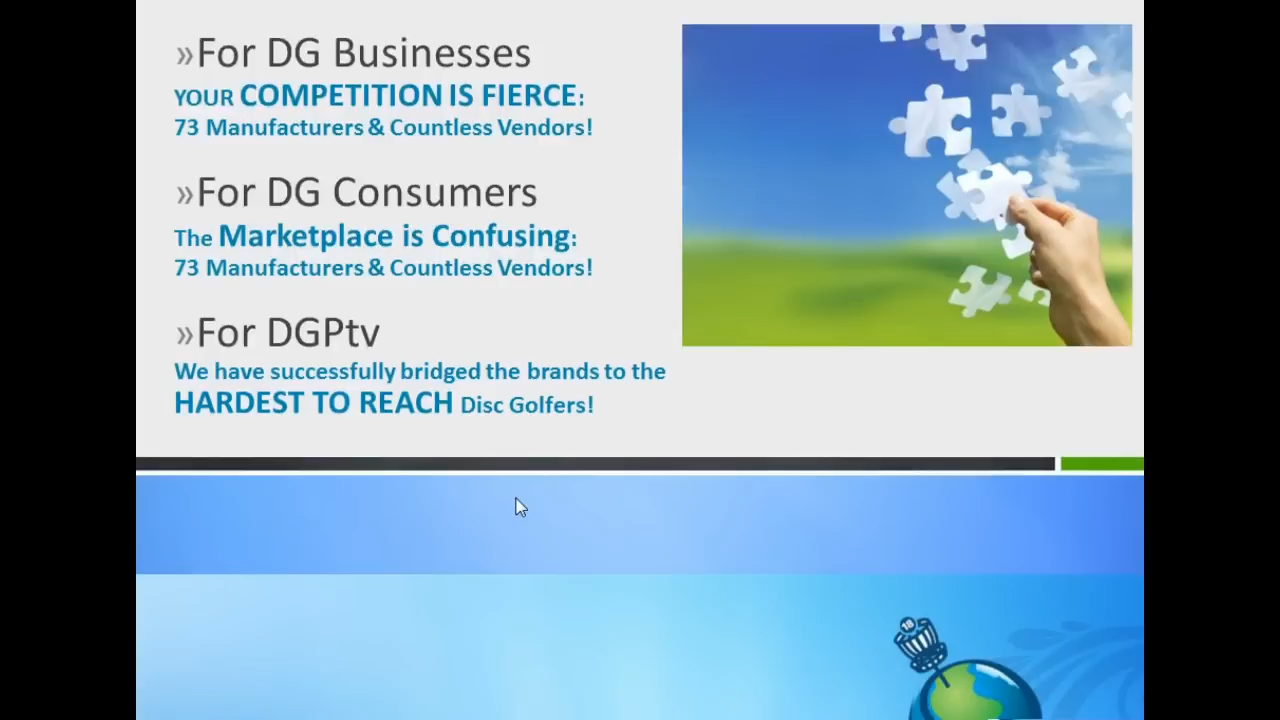 »For DG Businesses
YOUR COMPETITION IS FIERCE:
73 Manufacturers & Countless Vendors!
»For DG Consumers
The Marketplace is Confusing:
73 Manufacturers & Countless Vendors!
»For DGPtv
We have successfully bridged the brands to the
HARDEST TO REACH Disc Golfers!
18